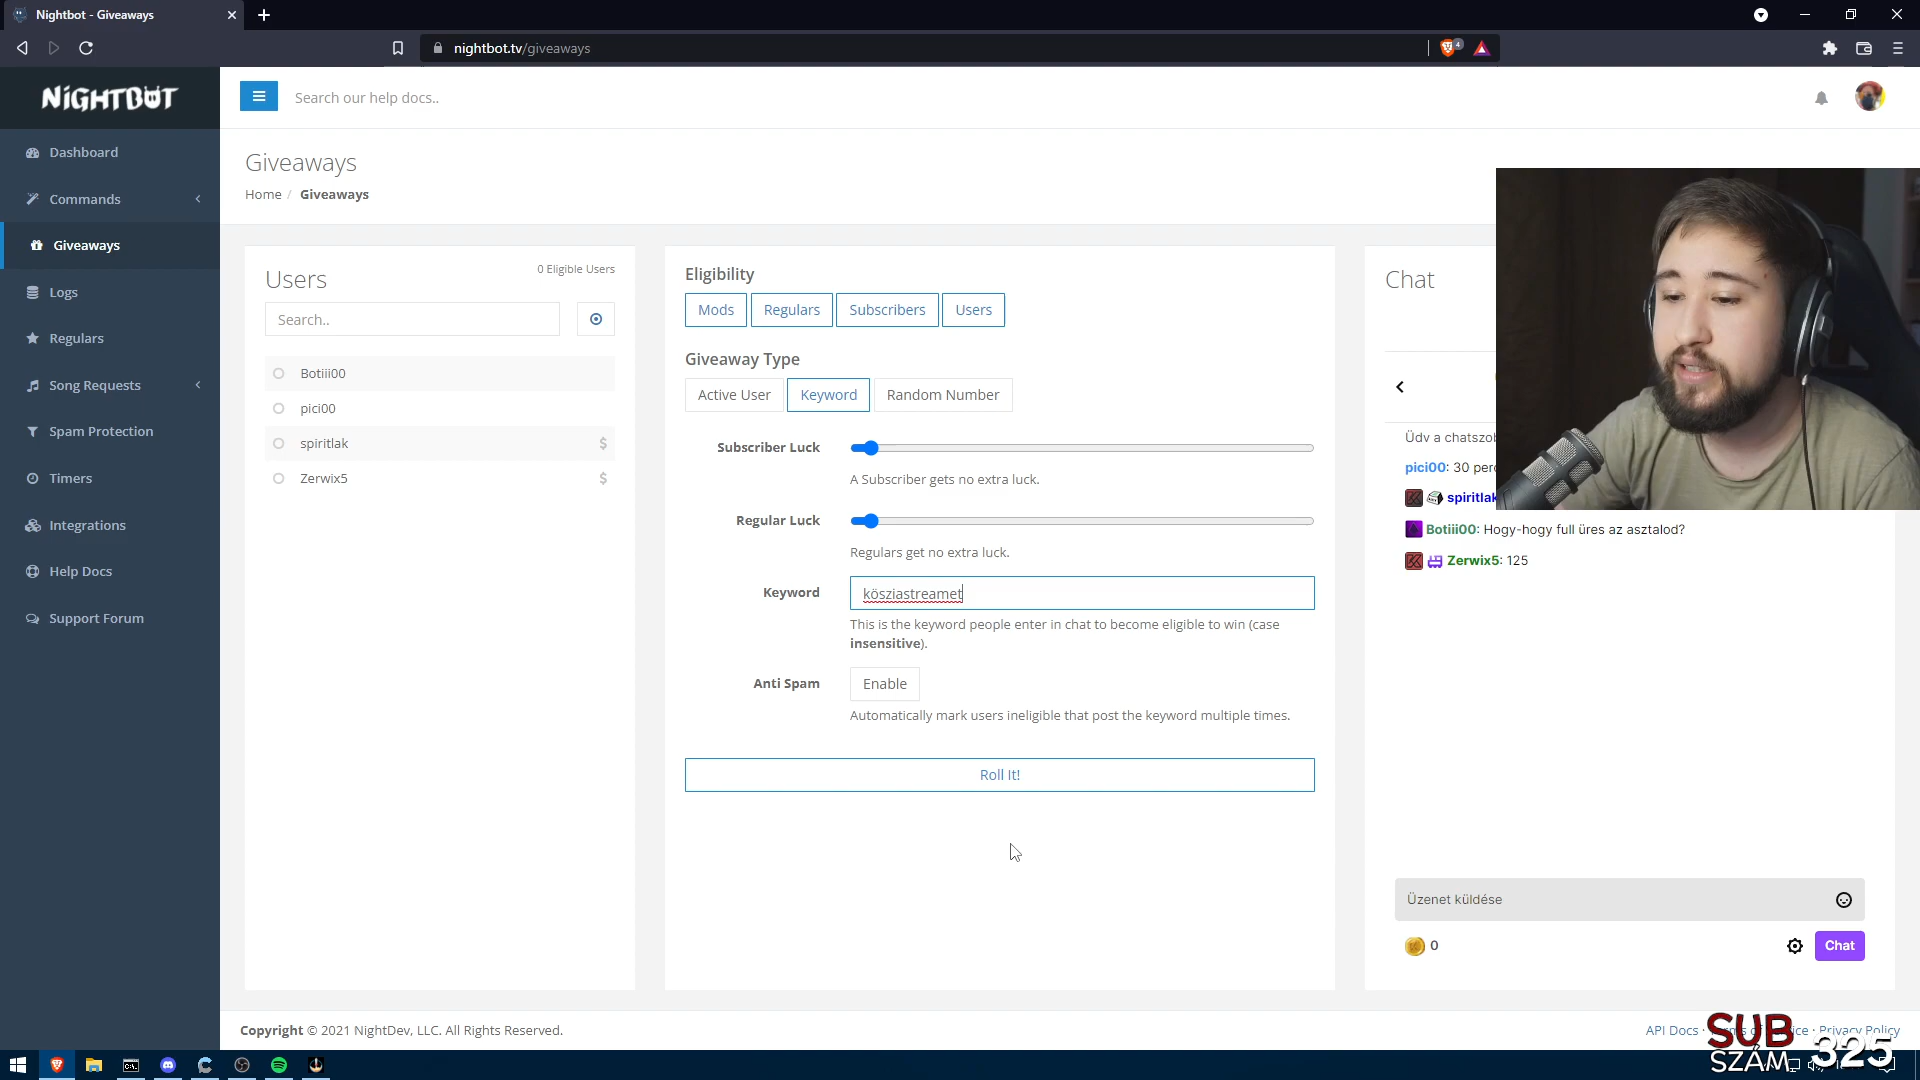 Nightbot - Giveaways
nightbot.tv/giveaways
4
NIGHTBOT
Search our help docs..
Dashboard
Commands
Giveaways
Logs
Regulars
Song Requests
Spam Protection
Timers
Integrations
Help Docs
Support Forum
Giveaways
Home / Giveaways
Users
0 Eligible Users
Search..
Botiii00
pici00
spiritlak $
Zerwix5 $
Eligibility
Mods Regulars Subscribers Users
Giveaway Type
Active User Keyword Random Number
Subscriber Luck
A Subscriber gets no extra luck.
Regular Luck
Regulars get no extra luck.
Keyword kösziastreamet
This is the keyword people enter in chat to become eligible to win (case
insensitive).
Anti Spam Enable
Automatically mark users ineligible that post the keyword multiple times.
Roll It!
Chat
Üdv a chatszob
pici00: 30 perc
spiritlak
Botiii00: Hogy-hogy full üres az asztalod?
Zerwix5: 125
Üzenet küldése
0
Chat
Copyright © 2021 NightDev, LLC. All Rights Reserved.
API Docs · Privacy Policy
SUB
SZÁM 325